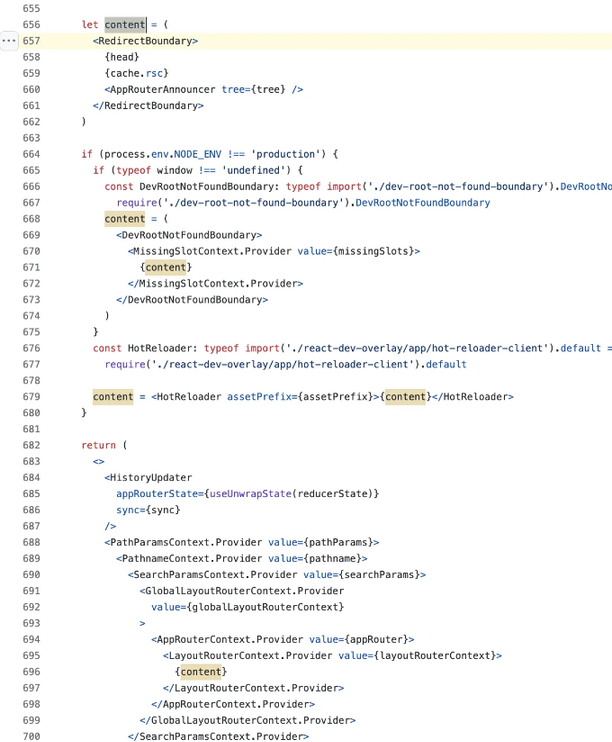 655
656 let content = (
657 <RedirectBoundary>
658 {head}
659 {cache.rsc}
660 <AppRouterAnnouncer tree={tree} />
661 </RedirectBoundary>
662 )
663
664 if (process.env.NODE_ENV !== 'production') {
665 if (typeof window !== 'undefined') {
666 const DevRootNotFoundBoundary: typeof import('./dev-root-not-found-boundary').DevRootNo
667 require('./dev-root-not-found-boundary').DevRootNotFoundBoundary
668 content = (
669 <DevRootNotFoundBoundary>
670 <MissingSlotContext.Provider value={missingSlots}>
671 {content}
672 </MissingSlotContext.Provider>
673 </DevRootNotFoundBoundary>
674 )
675 }
676 const HotReloader: typeof import('./react-dev-overlay/app/hot-reloader-client').default =
677 require('./react-dev-overlay/app/hot-reloader-client').default
678
679 content = <HotReloader assetPrefix={assetPrefix}>{content}</HotReloader>
680 }
681
682 return (
683 <>
684 <HistoryUpdater
685 appRouterState={useUnwrapState(reducerState)}
686 sync={sync}
687 />
688 <PathParamsContext.Provider value={pathParams}>
689 <PathnameContext.Provider value={pathname}>
690 <SearchParamsContext.Provider value={searchParams}>
691 <GlobalLayoutRouterContext.Provider
692 value={globalLayoutRouterContext}
693 >
694 <AppRouterContext.Provider value={appRouter}>
695 <LayoutRouterContext.Provider value={layoutRouterContext}>
696 {content}
697 </LayoutRouterContext.Provider>
698 </AppRouterContext.Provider>
699 </GlobalLayoutRouterContext.Provider>
700 </SearchParamsContext.Provider>